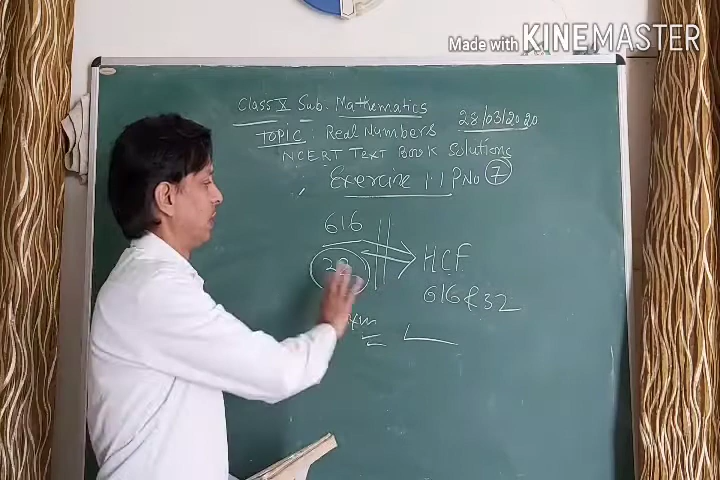 Made with KINEMASTER
Class X Sub. Mathematics
28/03/2020
TOPIC : Real Numbers
NCERT Text Book Solutions
Exercise 1.1 P No 7
616
HCF
616 & 32